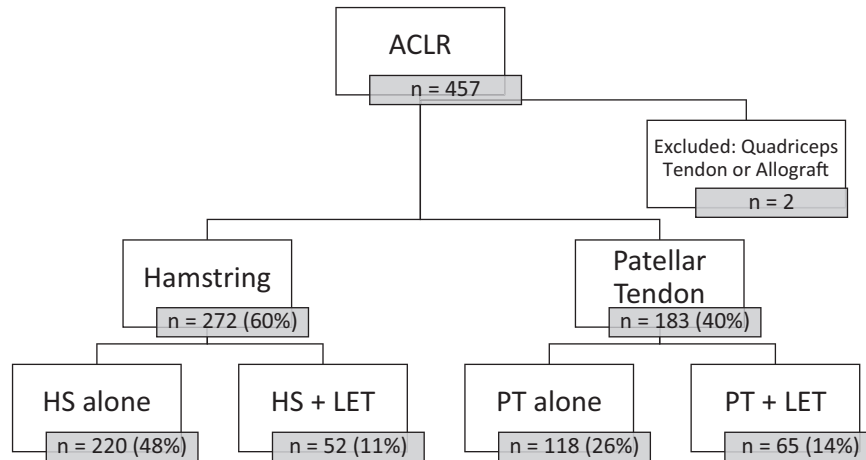 ACLR
n = 457
Excluded: Quadriceps
Tendon or Allograft
n = 2
Hamstring
n = 272 (60%)
Patellar
Tendon
n = 183 (40%)
HS alone
n = 220 (48%)
HS + LET
n = 52 (11%)
PT alone
n = 118 (26%)
PT + LET
n = 65 (14%)